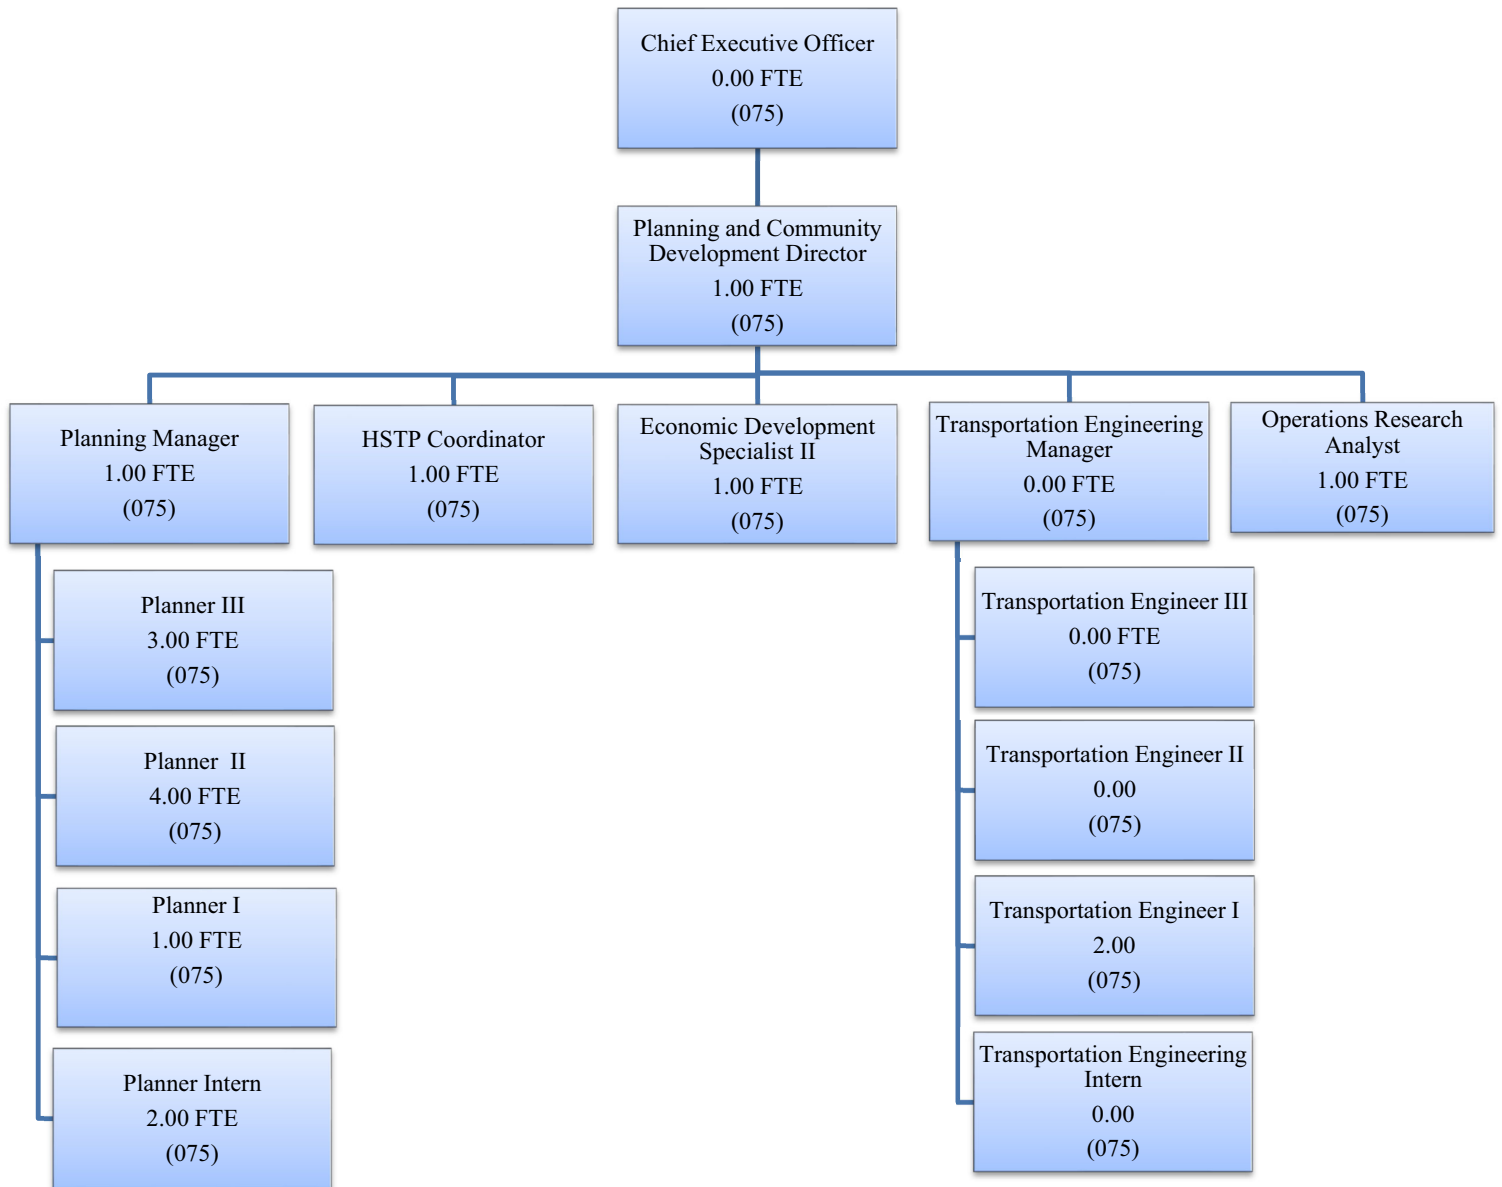 Chief Executive Officer
0.00 FTE
(075)
Planning and Community
Development Director
1.00 FTE
(075)
Planning Manager
1.00 FTE
(075)
HSTP Coordinator
1.00 FTE
(075)
Economic Development
Specialist II
1.00 FTE
(075)
Transportation Engineering
Manager
0.00 FTE
(075)
Operations Research
Analyst
1.00 FTE
(075)
Planner III
3.00 FTE
(075)
Planner  II
4.00 FTE
(075)
Planner I
1.00 FTE
(075)
Planner Intern
2.00 FTE
(075)
Transportation Engineer III
0.00 FTE
(075)
Transportation Engineer II
0.00
(075)
Transportation Engineer I
2.00
(075)
Transportation Engineering
Intern
0.00
(075)